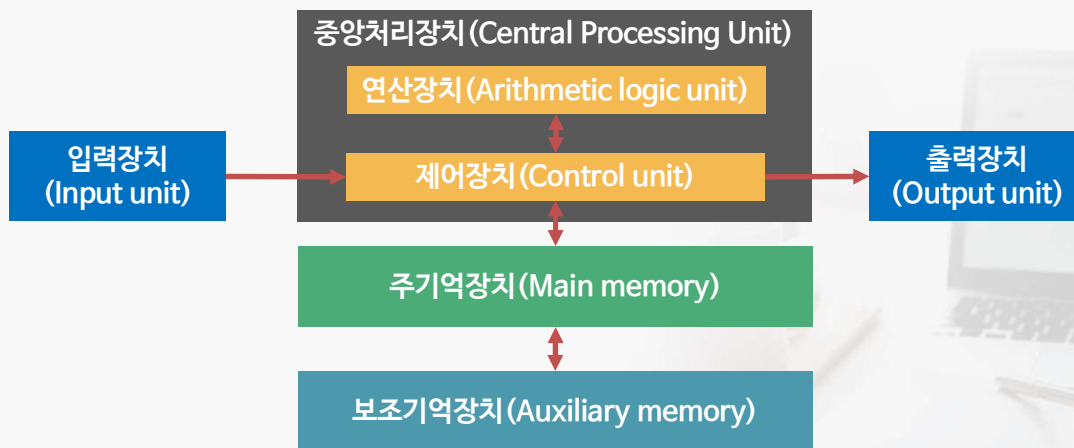 중앙처리장치(Central Processing Unit)
연산장치(Arithmetic logic unit)
입력장치
(Input unit)
제어장치(Control unit)
출력장치
(Output unit)
주기억장치(Main memory)
보조기억장치(Auxiliary memory)